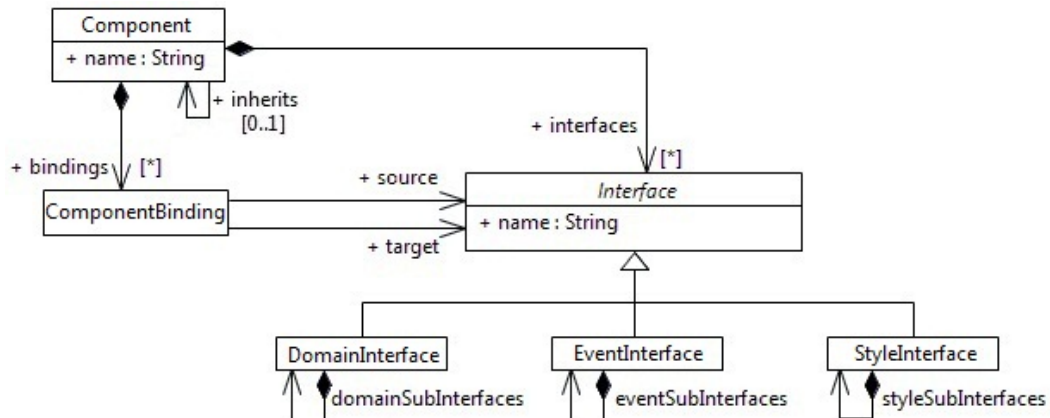 Component
+ name : String
+ inherits
[0..1]
+ interfaces
[*]
+ bindings
[*]
+ source
Interface
ComponentBinding
+ name : String
+ target
DomainInterface
EventInterface
StyleInterface
domainSubInterfaces
eventSubInterfaces
styleSubInterfaces